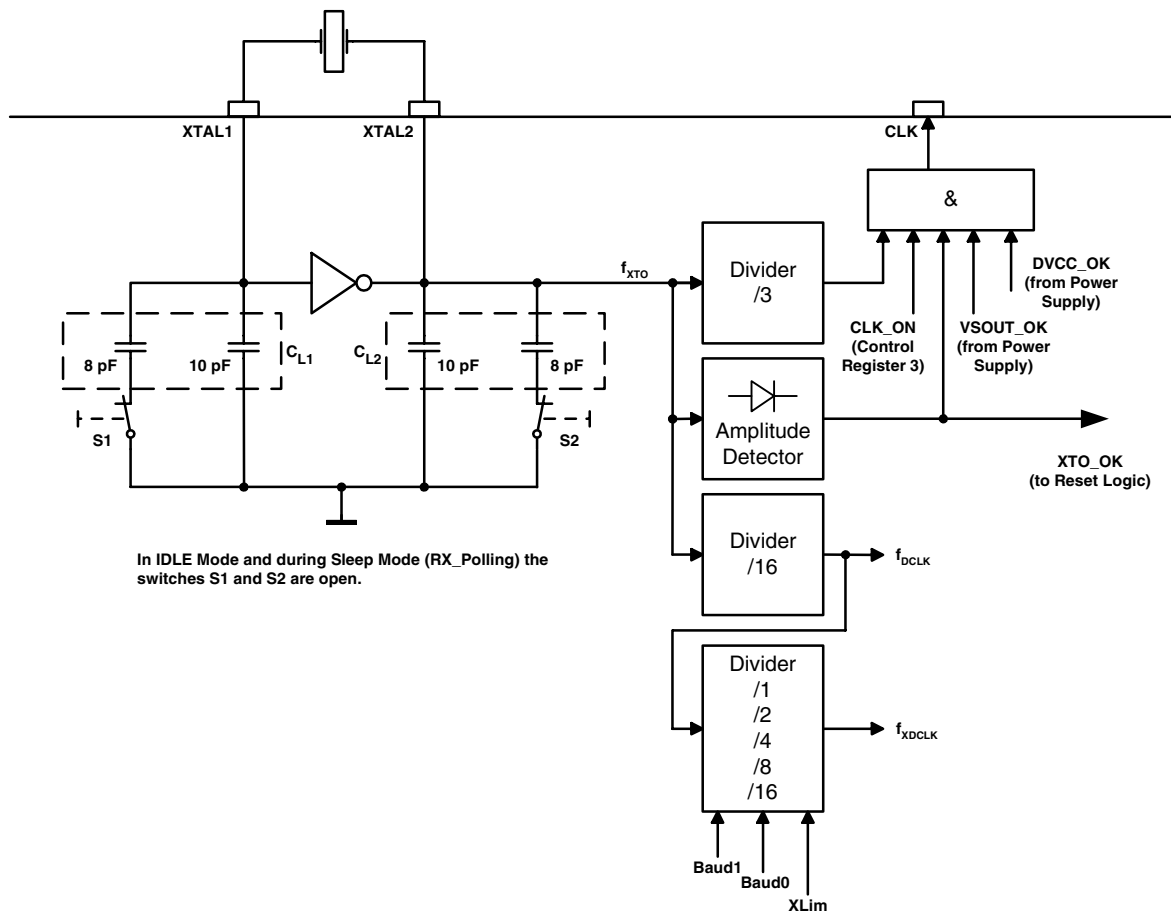 XTAL1
XTAL2
CLK
&
DVCC_OK
(from Power
Supply)
CLK_ON
(Control
Register 3)
VSOUT_OK
(from Power
Supply)
fXTO
Divider
/3
8 pF
10 pF
CL1
CL2
10 pF
8 pF
S1
S2
Amplitude
Detector
XTO_OK
(to Reset Logic)
In IDLE Mode and during Sleep Mode (RX_Polling) the
switches S1 and S2 are open.
Divider
/16
fDCLK
Divider
/1
/2
/4
/8
/16
fXDCLK
Baud1
Baud0
XLim